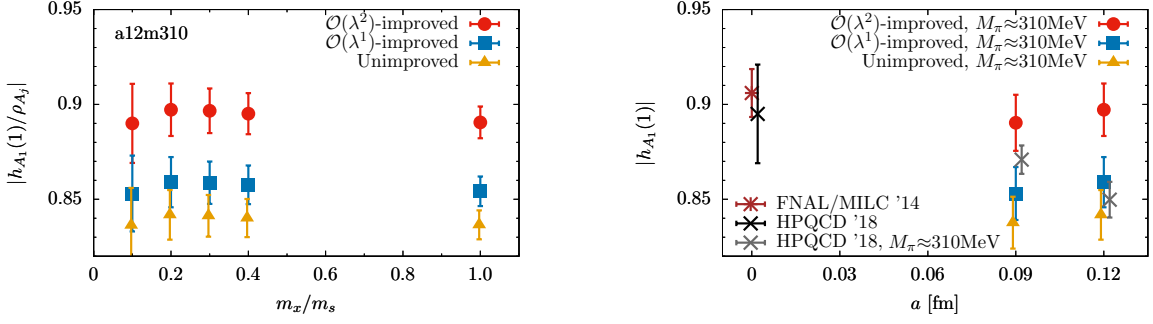 |h_{A_1}(1)/ρ_{A_j}|
0.95
0.9
0.85
a12m310
𝒪(λ²)-improved
𝒪(λ¹)-improved
Unimproved
0 0.2 0.4 0.6 0.8 1.0
m_x/m_s
|h_{A_1}(1)|
0.95
0.9
0.85
𝒪(λ²)-improved, M_π≈310MeV
𝒪(λ¹)-improved, M_π≈310MeV
Unimproved, M_π≈310MeV
FNAL/MILC '14
HPQCD '18
HPQCD '18, M_π≈310MeV
0 0.03 0.06 0.09 0.12
a [fm]